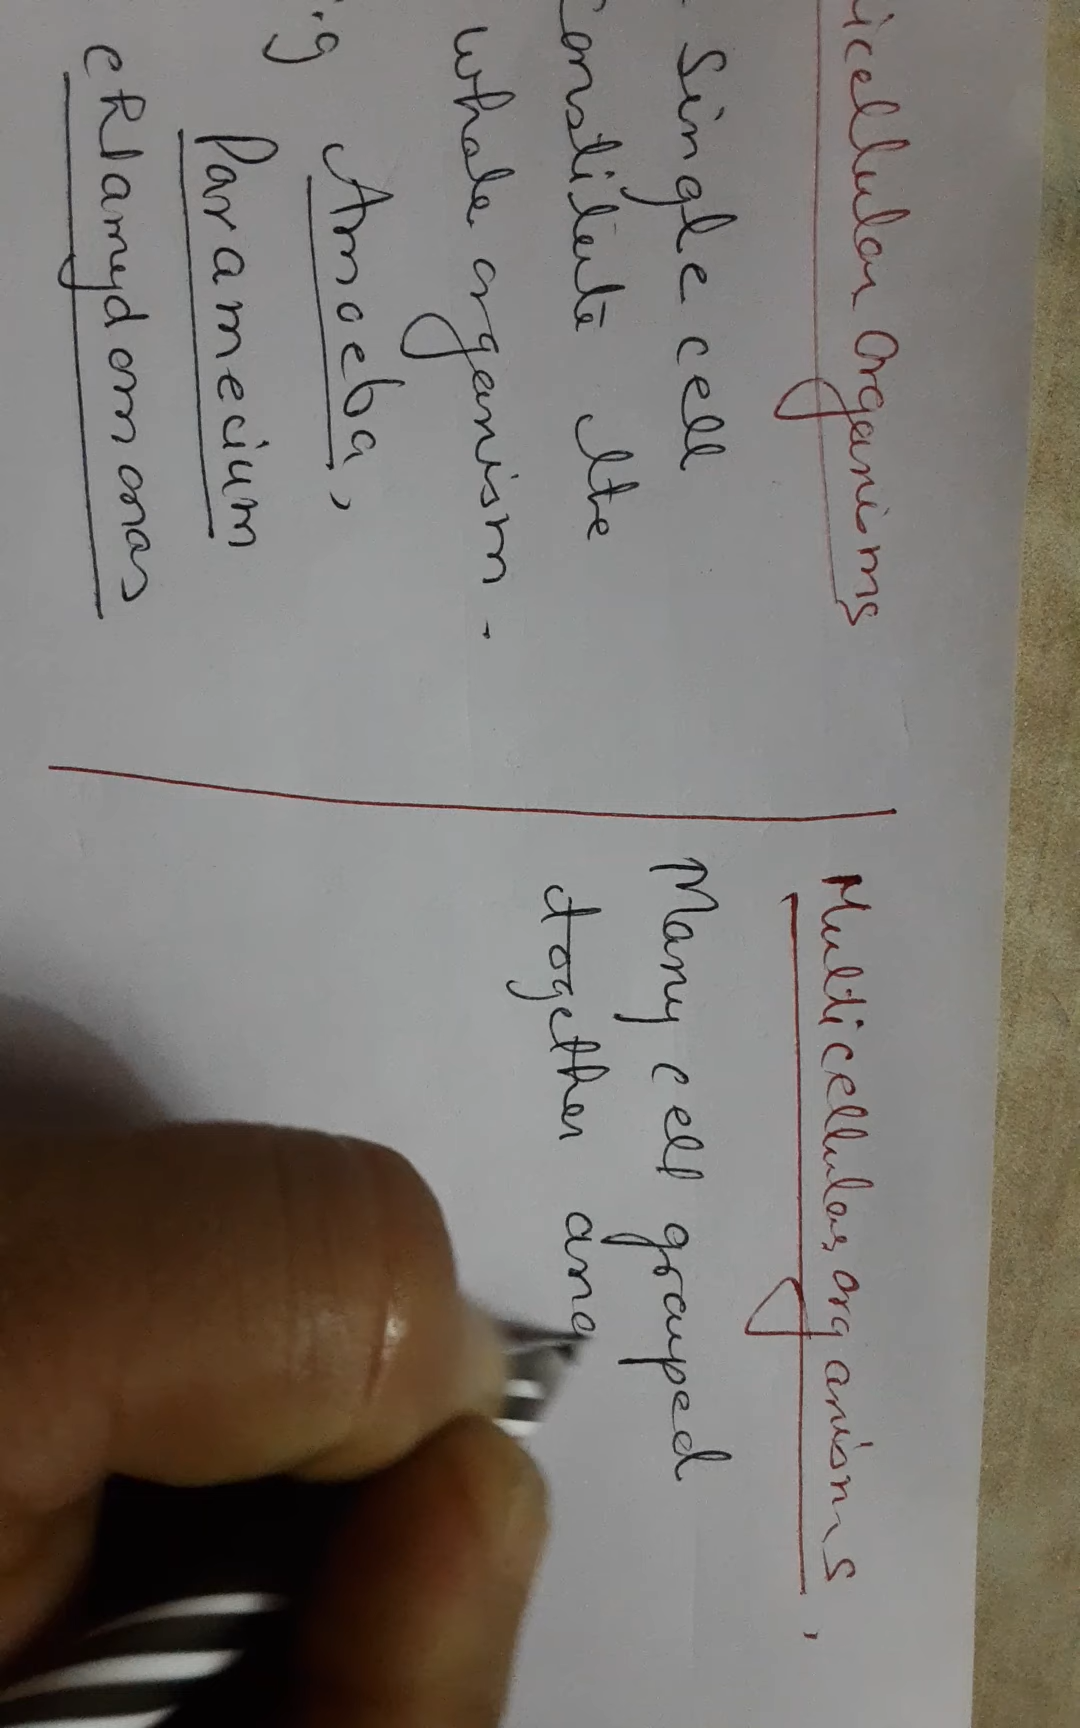 icellular Organisms
- Single cell
Constitute the
whole organism.
.g Amoeba,
Paramecium
chlamydomonas
Multicellular organisms,
Many cell grouped
together and